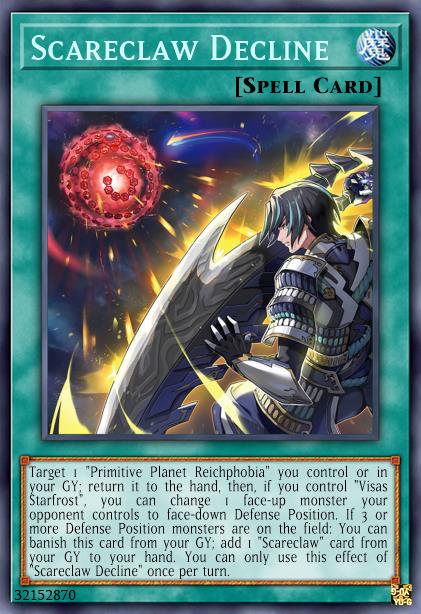 Scareclaw Decline
魔
[Spell Card]
Target 1 "Primitive Planet Reichphobia" you control or in
your GY; return it to the hand, then, if you control "Visas
Starfrost", you can change 1 face-up monster your
opponent controls to face-down Defense Position. If 3 or
more Defense Position monsters are on the field: You can
banish this card from your GY; add 1 "Scareclaw" card from
your GY to your hand. You can only use this effect of
"Scareclaw Decline" once per turn.
32152870